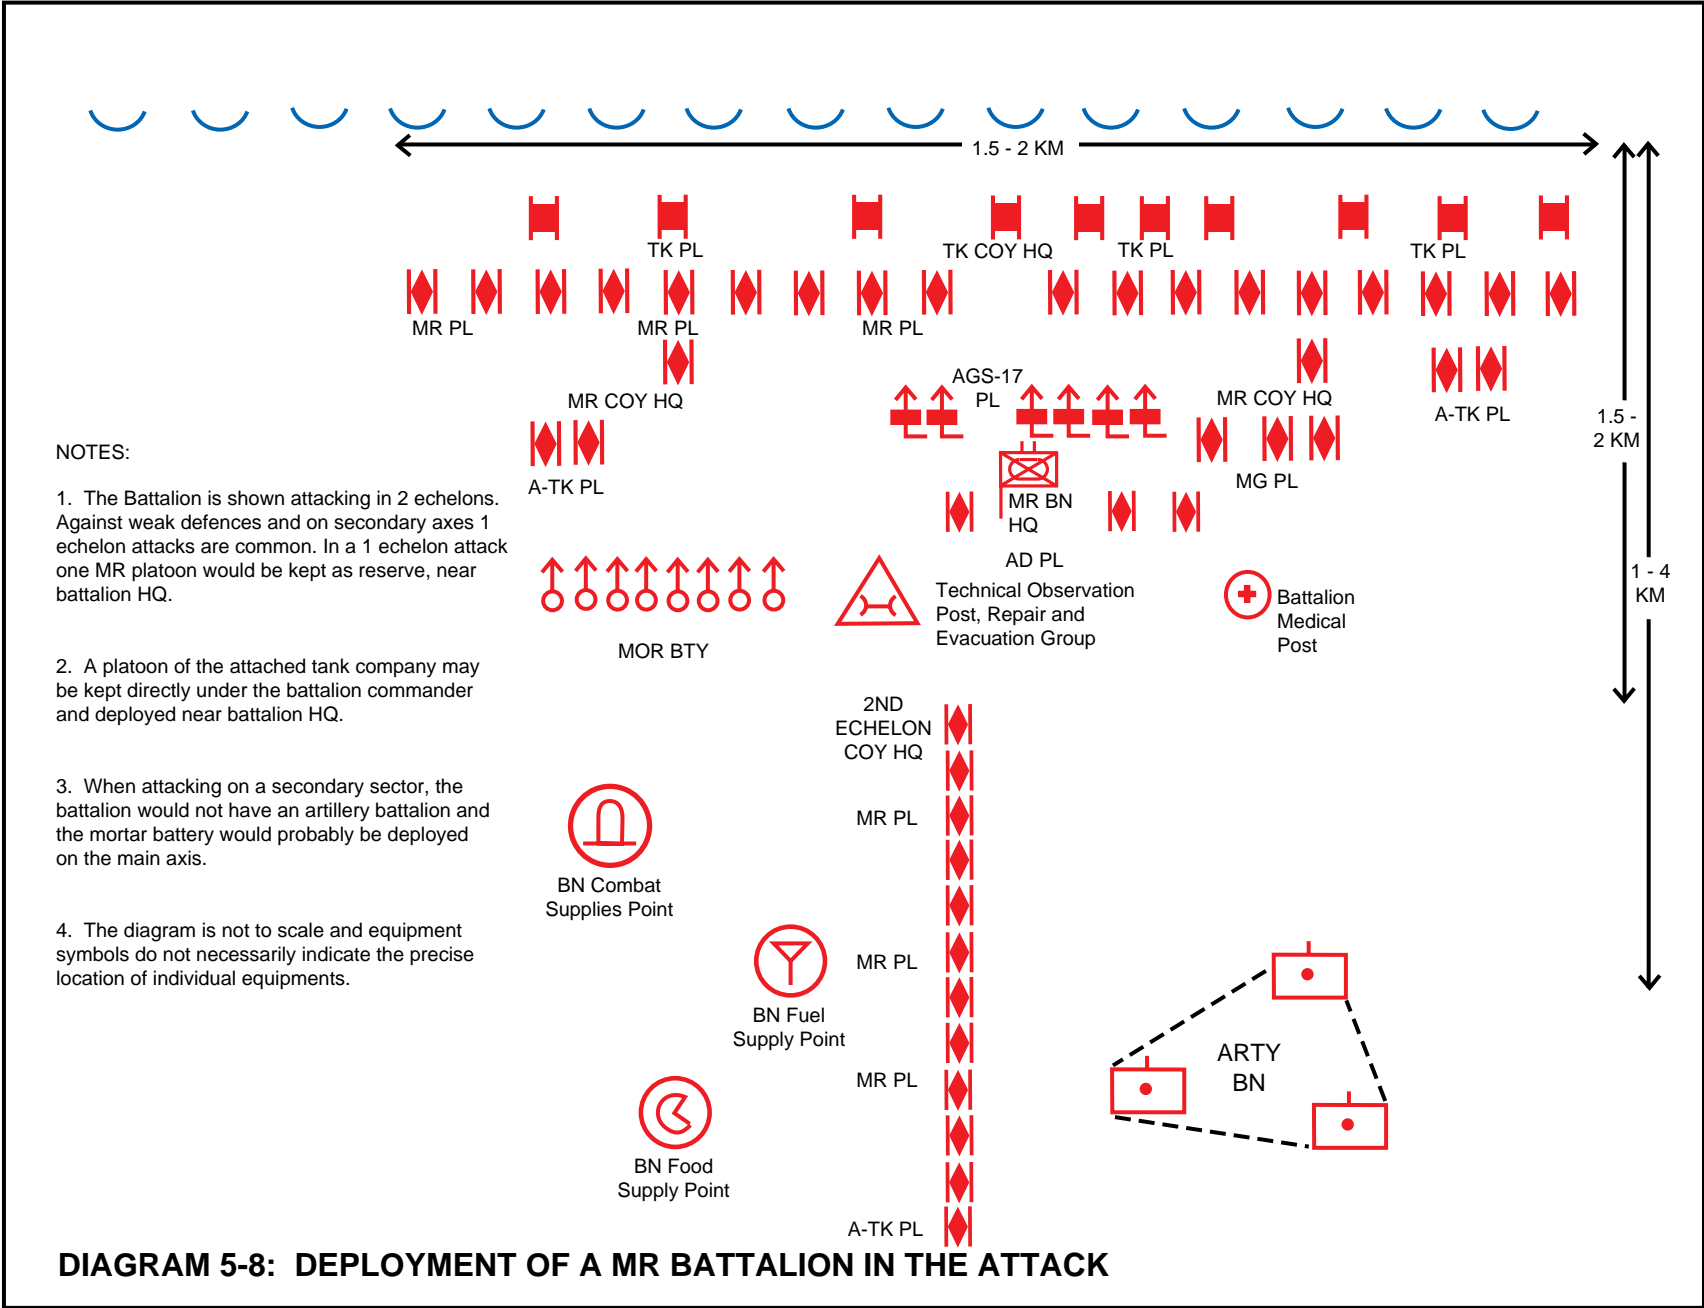 1.5 - 2 KM
TK PL
TK COY HQ
TK PL
TK PL
MR PL
MR PL
MR PL
MR COY HQ
AGS-17
PL
MR COY HQ
A-TK PL
1.5 -
2 KM
A-TK PL
MG PL
MR BN
HQ
AD PL
NOTES:
1.  The Battalion is shown attacking in 2 echelons.
Against weak defences and on secondary axes 1
echelon attacks are common. In a 1 echelon attack
one MR platoon would be kept as reserve, near
battalion HQ.
2.  A platoon of the attached tank company may
be kept directly under the battalion commander
and deployed near battalion HQ.
3.  When attacking on a secondary sector, the
battalion would not have an artillery battalion and
the mortar battery would probably be deployed
on the main axis.
4.  The diagram is not to scale and equipment
symbols do not necessarily indicate the precise
location of individual equipments.
MOR BTY
Technical Observation
Post, Repair and
Evacuation Group
Battalion
Medical
Post
1 - 4
KM
2ND
ECHELON
COY HQ
MR PL
BN Combat
Supplies Point
MR PL
BN Fuel
Supply Point
MR PL
ARTY
BN
BN Food
Supply Point
A-TK PL
DIAGRAM 5-8:  DEPLOYMENT OF A MR BATTALION IN THE ATTACK